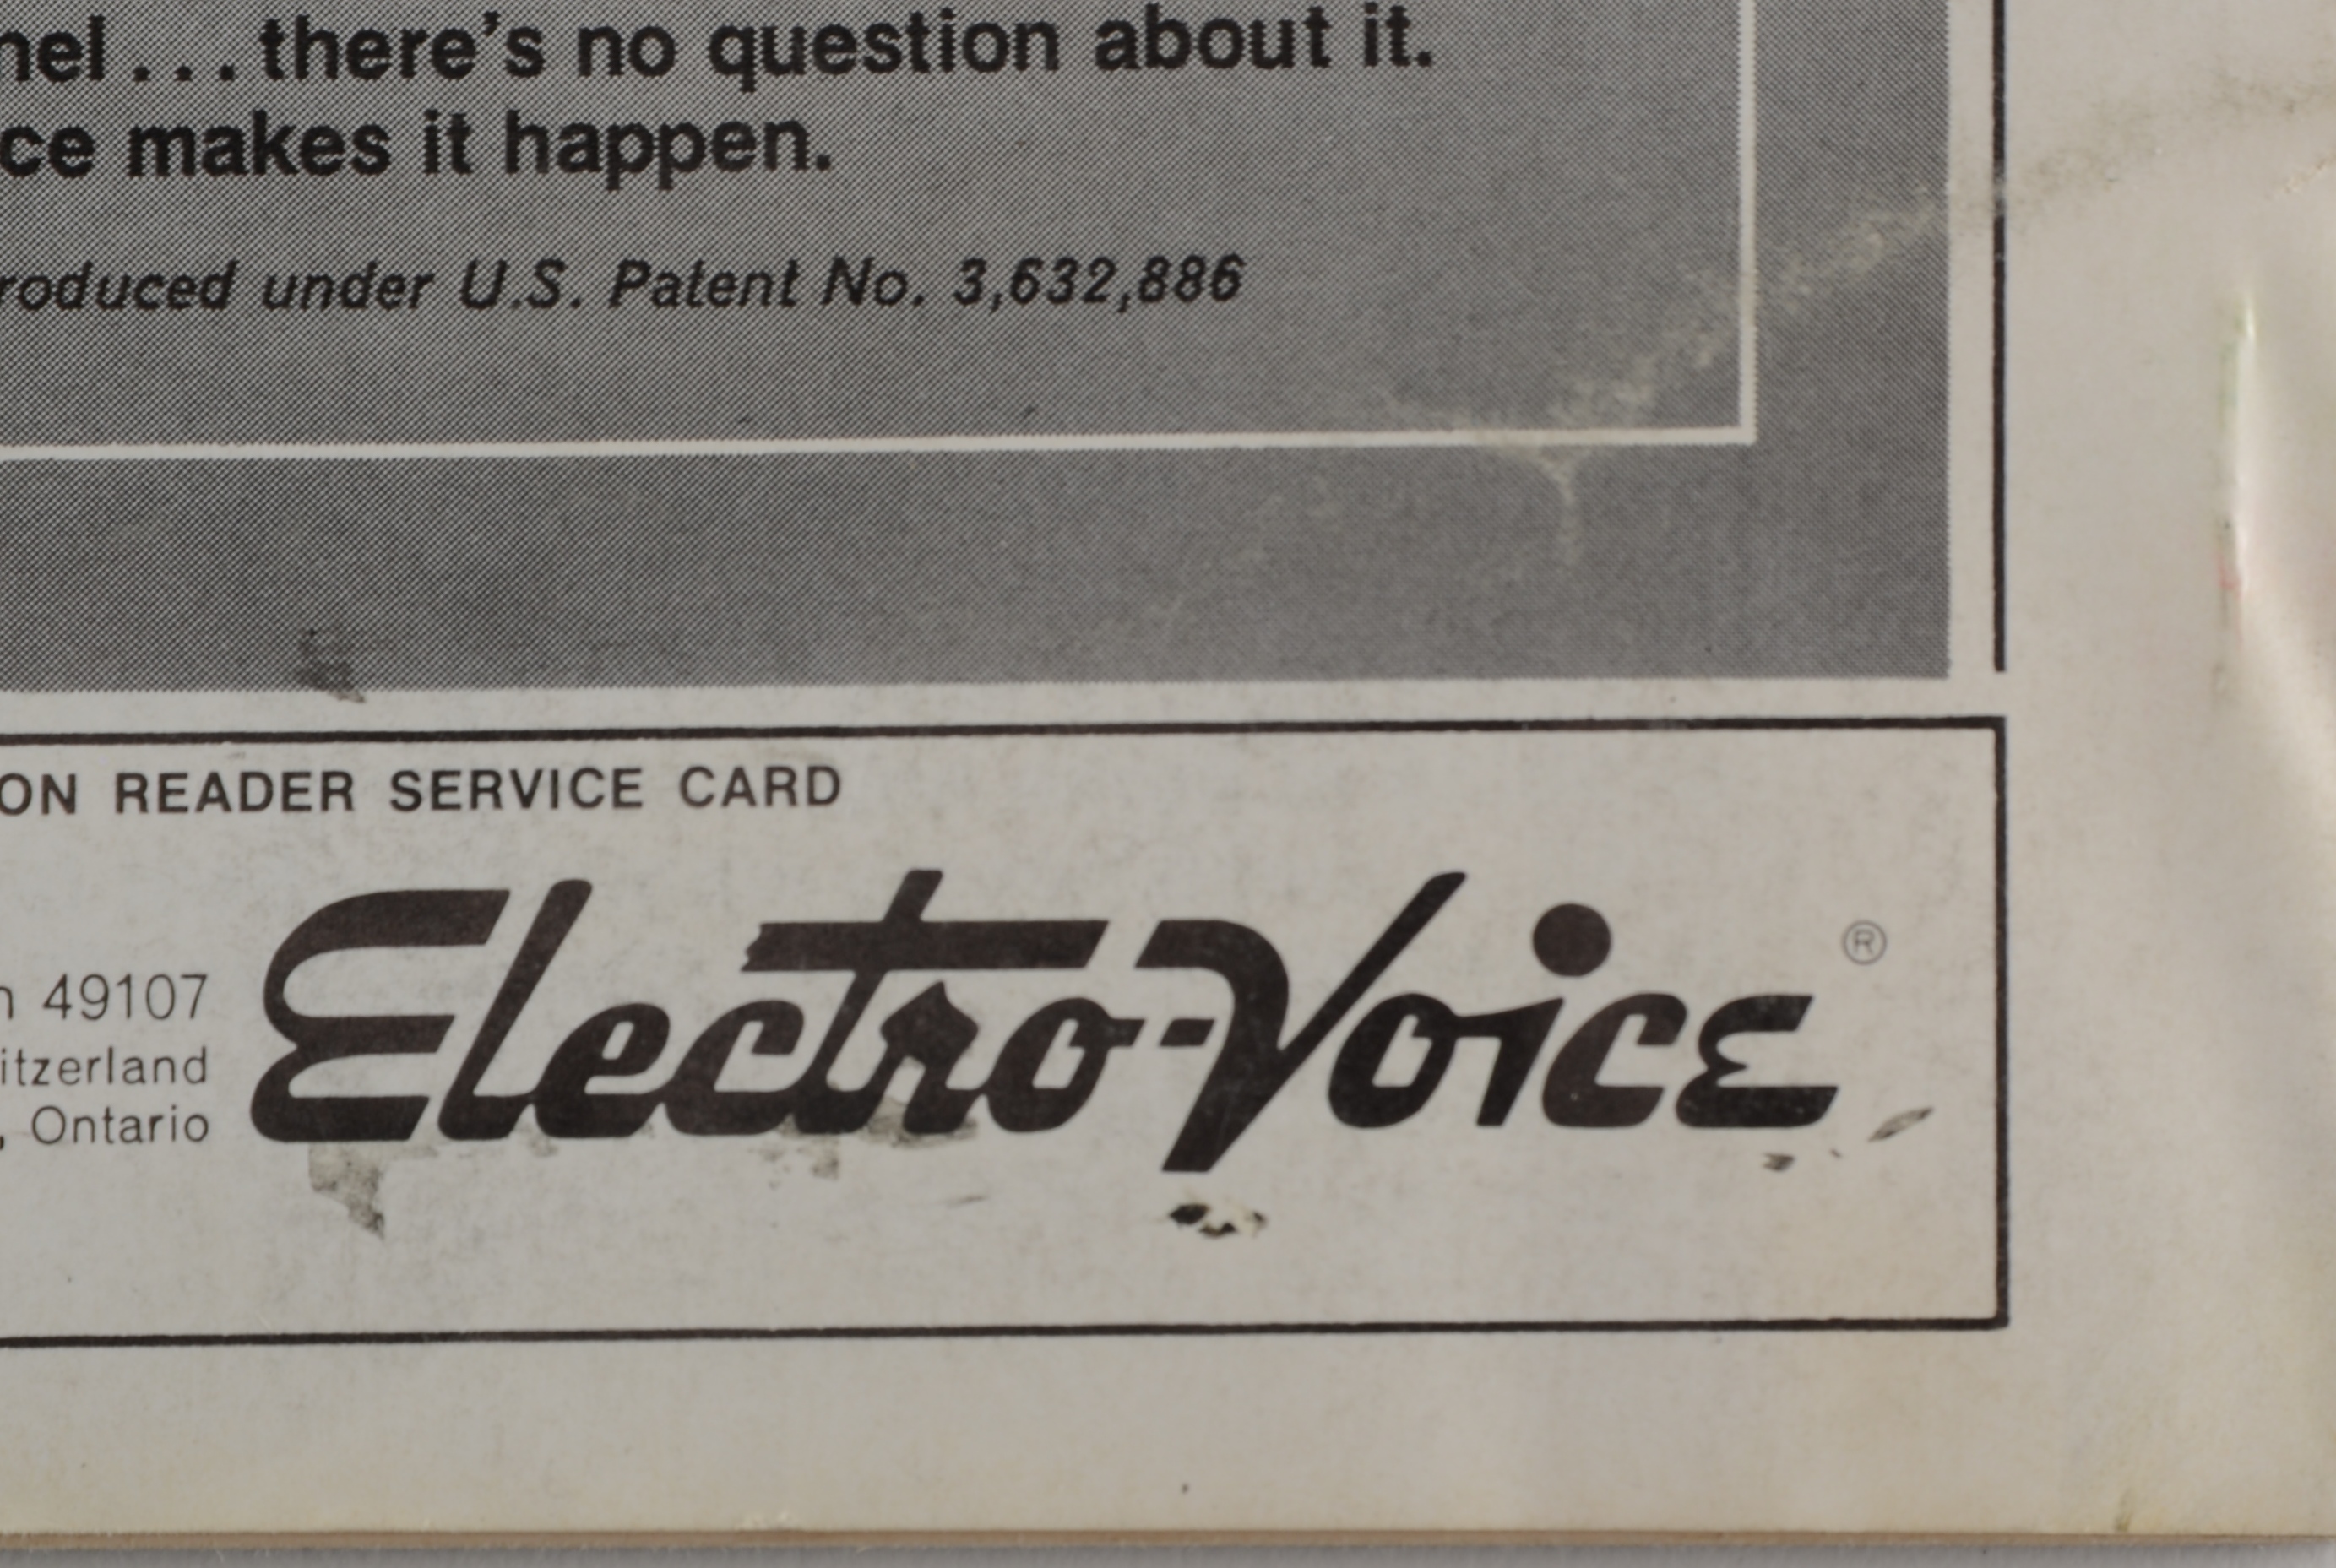 nel...there's no question about it.
ce makes it happen.
roduced under U.S. Patent No. 3,632,886
ON READER SERVICE CARD
n 49107
itzerland
, Ontario
Electro-Voice ®